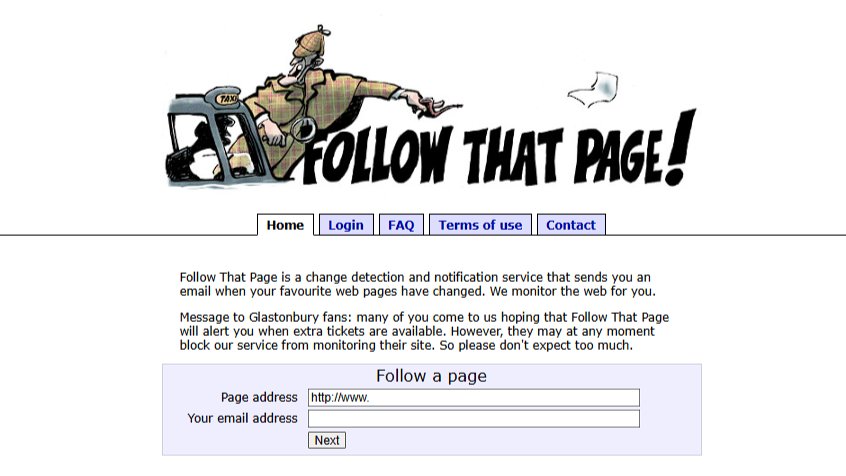 TAXI
FOLLOW THAT PAGE!
Home Login FAQ Terms of use Contact
Follow That Page is a change detection and notification service that sends you an
email when your favourite web pages have changed. We monitor the web for you.
Message to Glastonbury fans: many of you come to us hoping that Follow That Page
will alert you when extra tickets are available. However, they may at any moment
block our service from monitoring their site. So please don't expect too much.
Follow a page
Page address http://www.
Your email address
Next